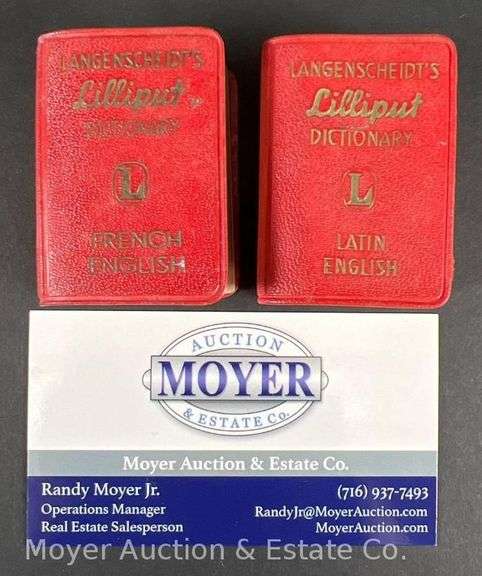 LANGENSCHEIDT'S
Lilliput
DICTIONARY
L
FRENCH
ENGLISH
LANGENSCHEIDT'S
Lilliput
DICTIONARY
L
LATIN
ENGLISH
AUCTION
MOYER
& ESTATE Co.
Moyer Auction & Estate Co.
Randy Moyer Jr.
Operations Manager
Real Estate Salesperson
(716) 937-7493
RandyJr@MoyerAuction.com
MoyerAuction.com
Moyer Auction & Estate Co.